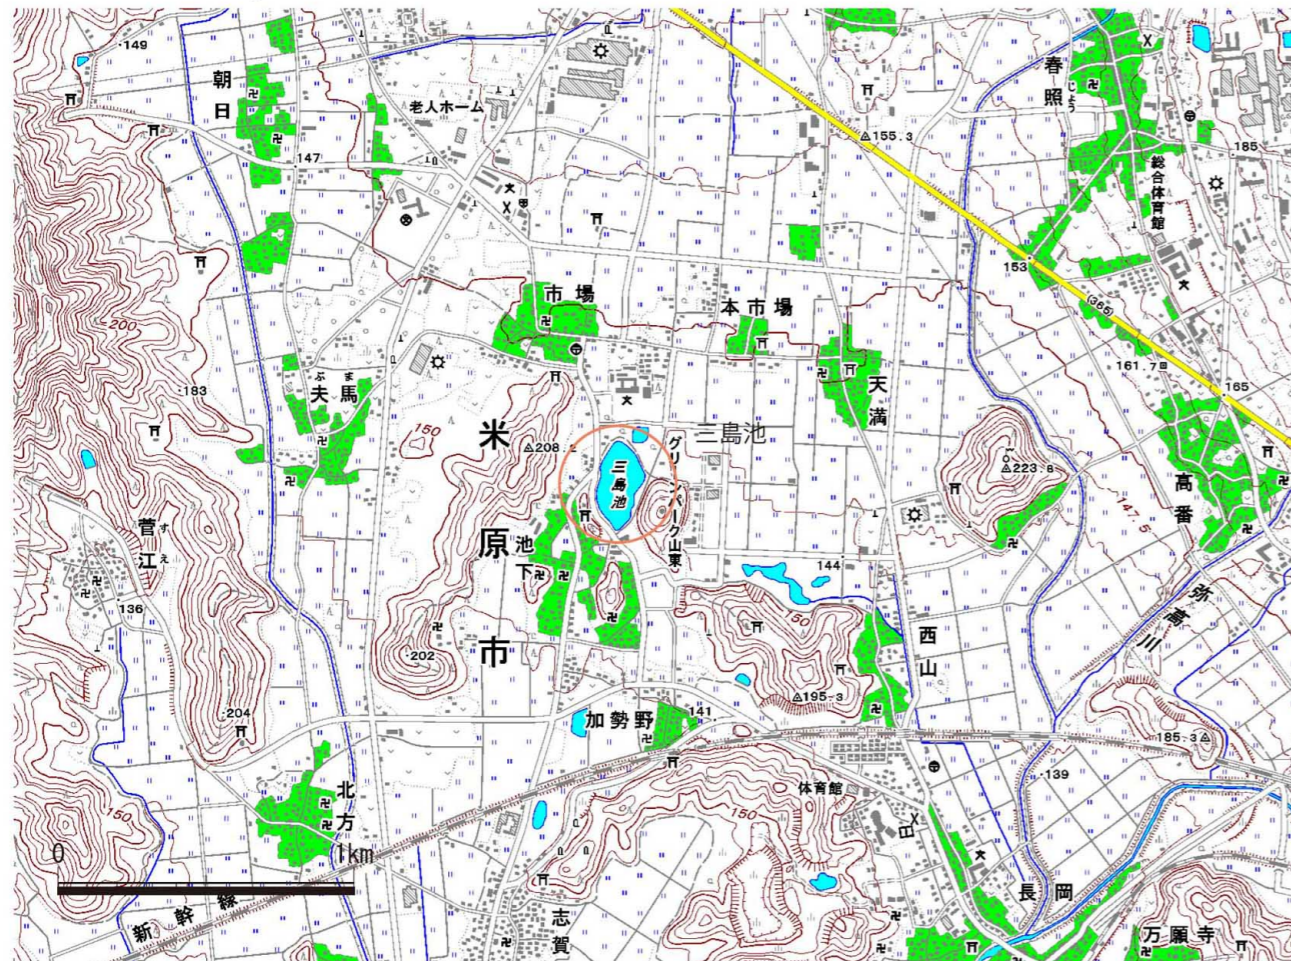 149
朝日
老人ホーム
147
155.3
春照
じょう
185
総合体育館
153
(365)
161.7
165
市場
本市場
天満
183
200
夫馬
ぶま
150
米原市
208.2
三島池
三島池
グリーンパーク山東
223.8
高番
147.5
菅江
すえ
136
池下
144
弥高川
202
西山
150
195.3
204
加勢野
141
185.3
139
北方
体育館
150
150
0 1km
新幹線
志賀
長岡
万願寺